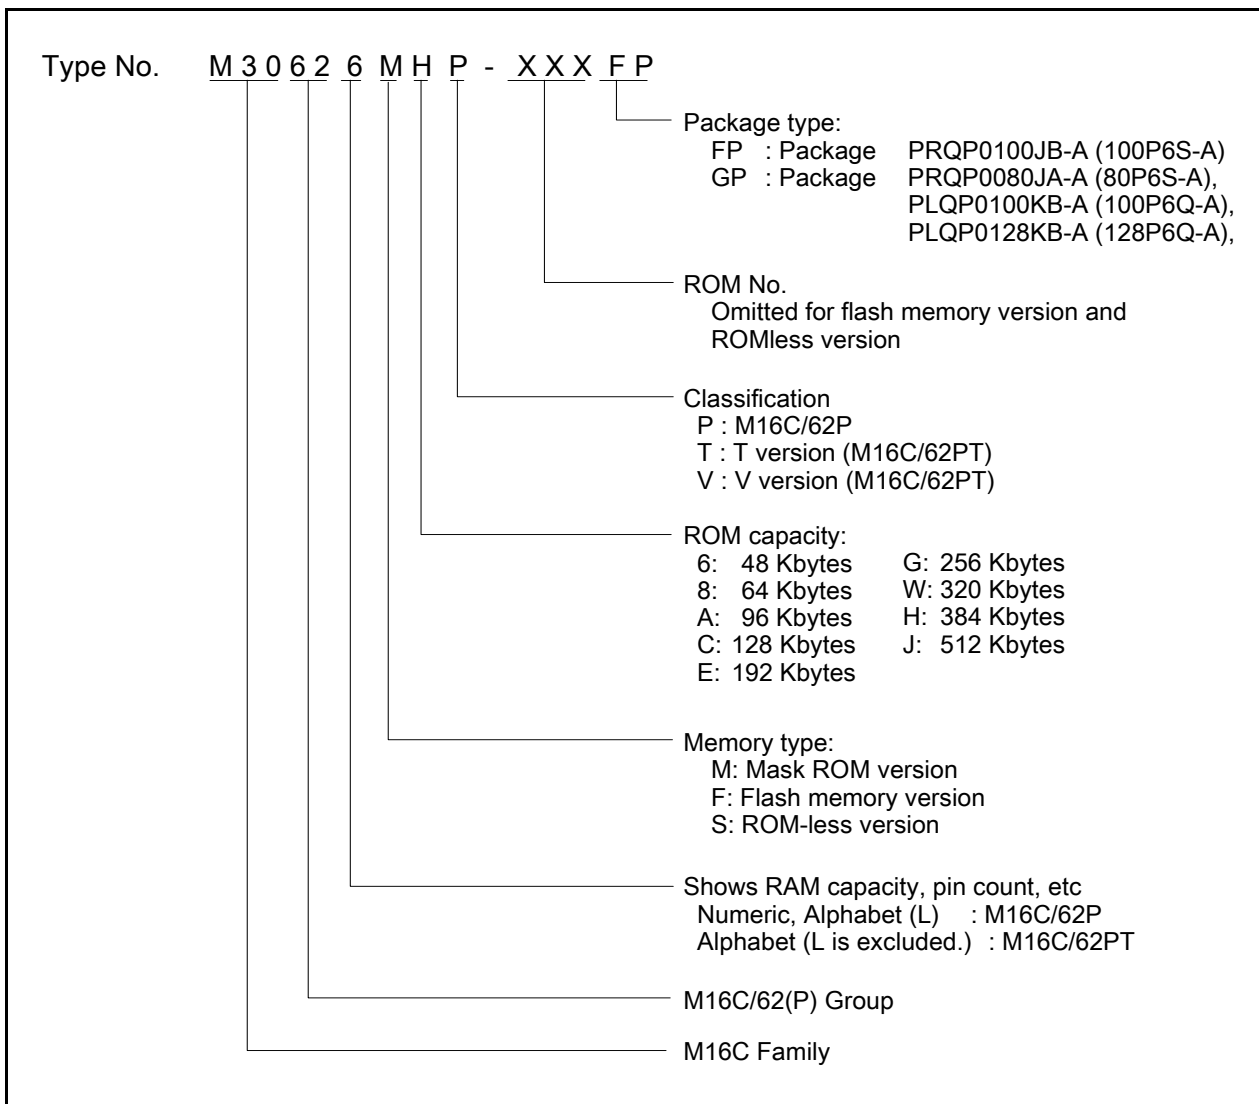 Type No. M 3 0 6 2 6 M H P - X X X F P
Package type:
FP : Package PRQP0100JB-A (100P6S-A)
GP : Package PRQP0080JA-A (80P6S-A),
PLQP0100KB-A (100P6Q-A),
PLQP0128KB-A (128P6Q-A),
ROM No.
Omitted for flash memory version and
ROMless version
Classification
P : M16C/62P
T : T version (M16C/62PT)
V : V version (M16C/62PT)
ROM capacity:
6: 48 Kbytes G: 256 Kbytes
8: 64 Kbytes W: 320 Kbytes
A: 96 Kbytes H: 384 Kbytes
C: 128 Kbytes J: 512 Kbytes
E: 192 Kbytes
Memory type:
M: Mask ROM version
F: Flash memory version
S: ROM-less version
Shows RAM capacity, pin count, etc
Numeric, Alphabet (L) : M16C/62P
Alphabet (L is excluded.) : M16C/62PT
M16C/62(P) Group
M16C Family